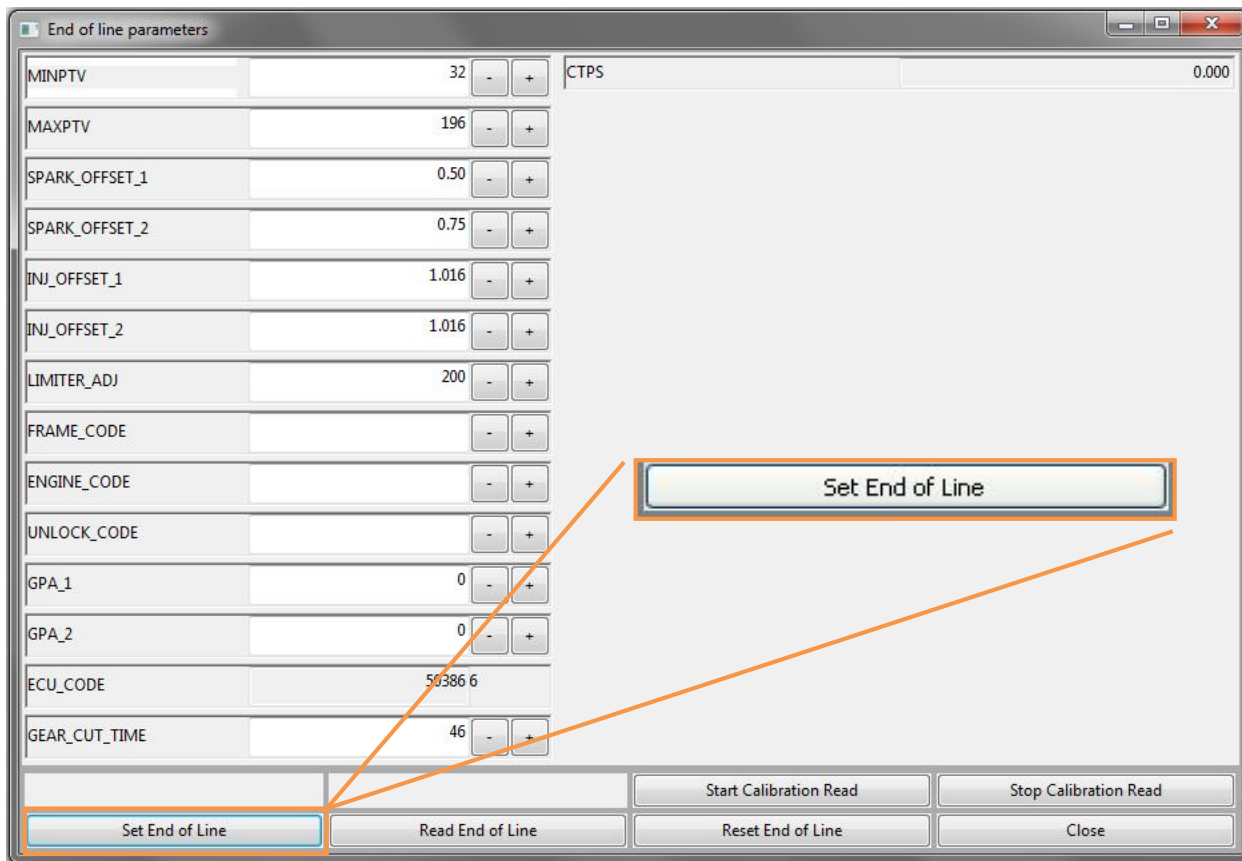 End of line parameters
MINPTV 32 - +
CTPS 0.000
MAXPTV 196 - +
SPARK_OFFSET_1 0.50 - +
SPARK_OFFSET_2 0.75 - +
INJ_OFFSET_1 1.016 - +
INJ_OFFSET_2 1.016 - +
LIMITER_ADJ 200 - +
FRAME_CODE - +
ENGINE_CODE - +
Set End of Line
UNLOCK_CODE - +
GPA_1 0 - +
GPA_2 0 - +
ECU_CODE 50386 6
GEAR_CUT_TIME 46 - +
Start Calibration Read Stop Calibration Read
Set End of Line Read End of Line Reset End of Line Close